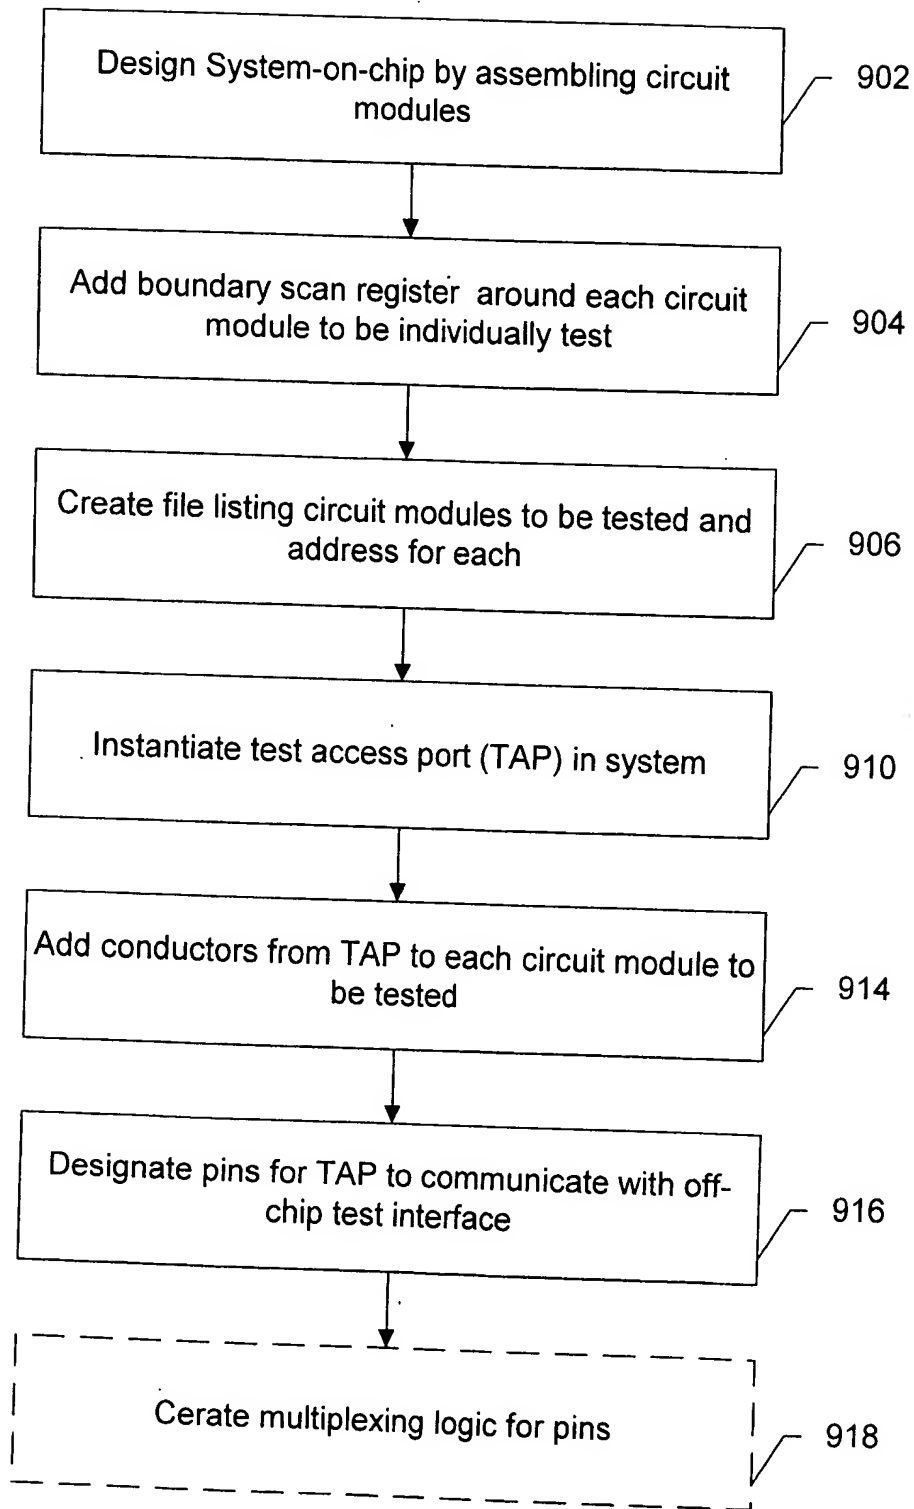 Design System-on-chip by assembling circuit
modules
902
Add boundary scan register around each circuit
module to be individually test
904
Create file listing circuit modules to be tested and
address for each
906
Instantiate test access port (TAP) in system
910
Add conductors from TAP to each circuit module to
be tested
914
Designate pins for TAP to communicate with off-
chip test interface
916
Cerate multiplexing logic for pins
918